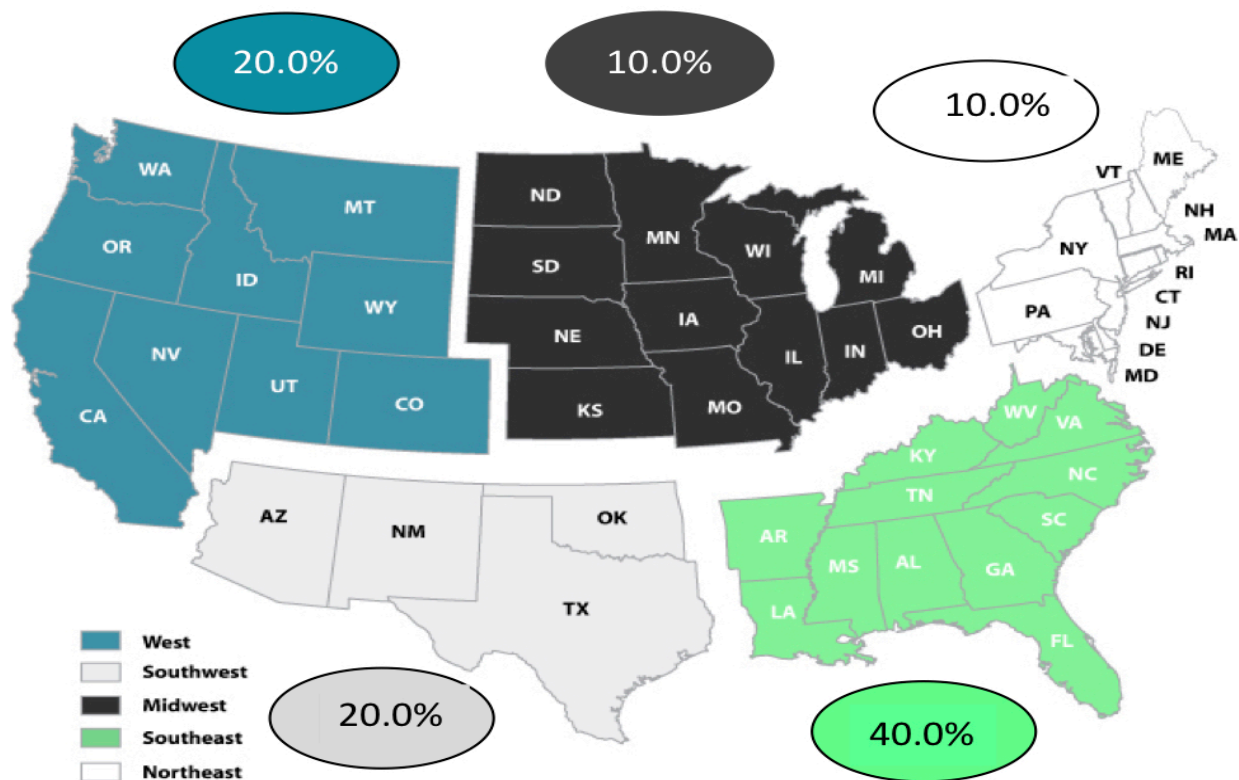 20.0%
10.0%
10.0%
WA
MT
OR
ID
WY
NV
UT
CO
CA
ND
MN
SD
WI
MI
NE
IA
IL
IN
OH
KS
MO
ME
VT
NH
MA
NY
RI
CT
PA
NJ
DE
MD
WV
VA
KY
NC
TN
SC
AR
MS
AL
GA
LA
FL
AZ
NM
OK
TX
West
Southwest
Midwest
Southeast
Northeast
20.0%
40.0%